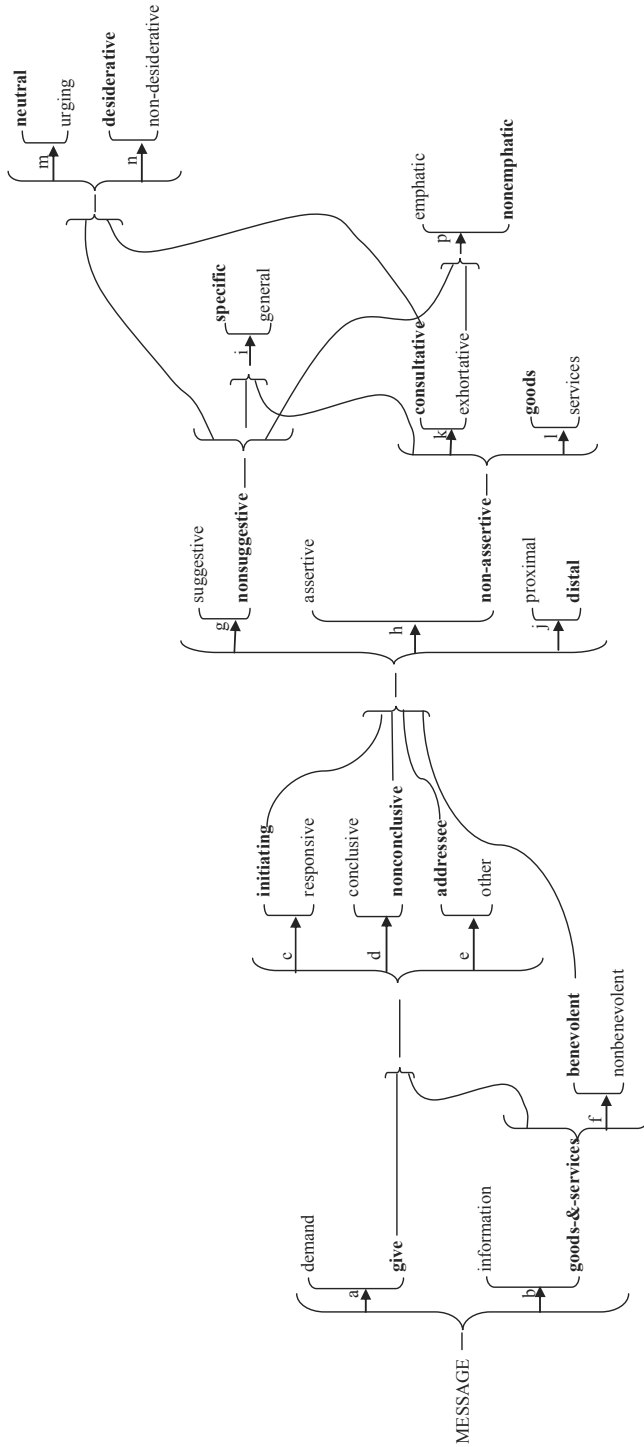 MESSAGE
a
demand
give
b
information
goods-&-services
f
benevolent
nonbenevolent
c
initiating
responsive
d
conclusive
nonconclusive
e
addressee
other
g
suggestive
nonsuggestive
h
assertive
non-assertive
j
proximal
distal
i
specific
general
k
consultative
exhortative
l
goods
services
m
neutral
urging
n
desiderative
non-desiderative
p
emphatic
nonemphatic